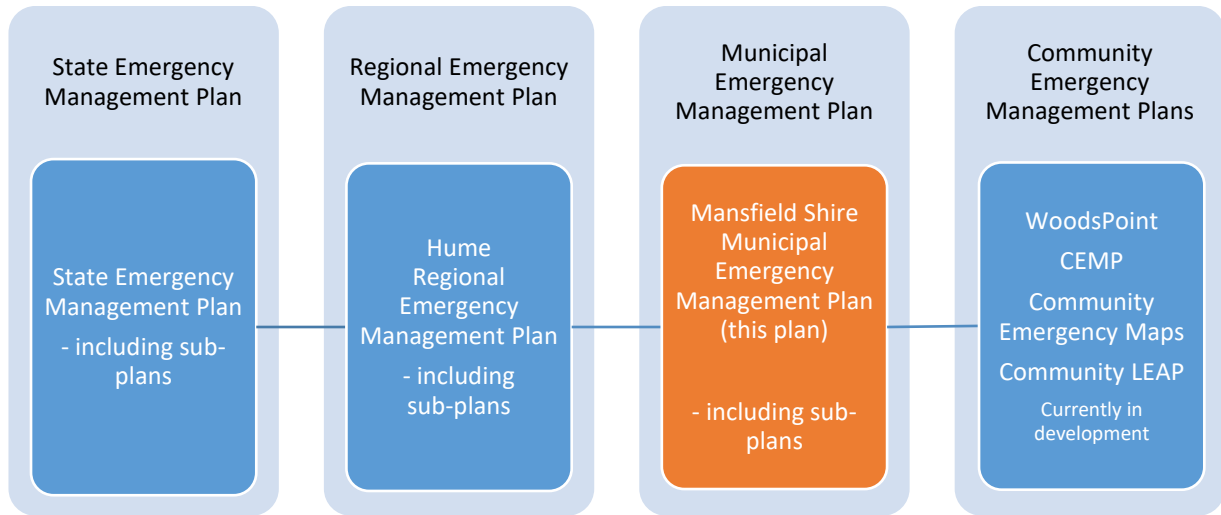 State Emergency
Management Plan
State Emergency
Management Plan
- including sub-
plans
Regional Emergency
Management Plan
Hume
Regional
Emergency
Management Plan
- including
sub-plans
Municipal
Emergency
Management Plan
Mansfield Shire
Municipal
Emergency
Management Plan
(this plan)
- including sub-
plans
Community
Emergency
Management Plans
WoodsPoint
CEMP
Community
Emergency Maps
Community LEAP
Currently in
development